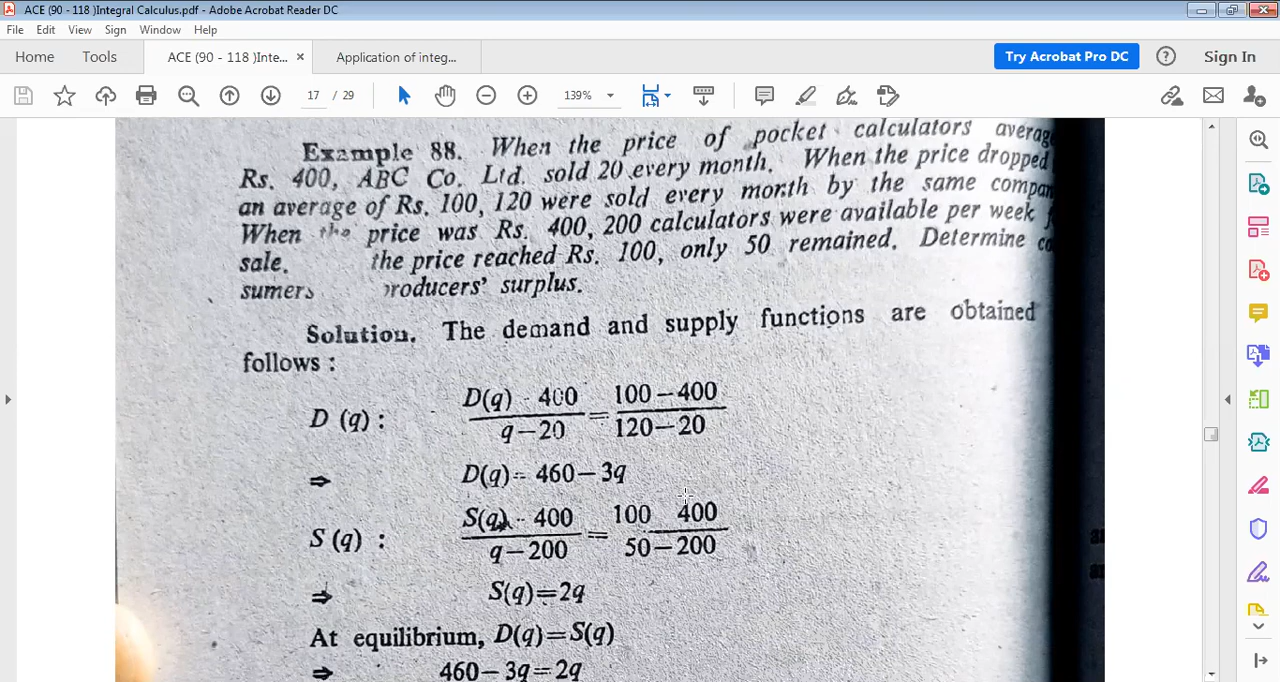 ACE (90 - 118 )Integral Calculus.pdf - Adobe Acrobat Reader DC
File Edit View Sign Window Help
Home Tools ACE (90 - 118 )Inte... × Application of integ... Try Acrobat Pro DC Sign In
17 / 29 139%
Example 88. When the price of pocket calculators averag
Rs. 400, ABC Co. Ltd. sold 20 every month. When the price dropped
an average of Rs. 100, 120 were sold every month by the same compan
When the price was Rs. 400, 200 calculators were available per week
sale. the price reached Rs. 100, only 50 remained. Determine co
sumers roducers' surplus.
Solution. The demand and supply functions are obtained
follows :
D (q) : D(q) - 400 / q-20 = 100-400 / 120-20
⇒ D(q) = 460-3q
S (q) : S(q) - 400 / q-200 = 100 400 / 50-200
⇒ S(q)=2q
At equilibrium, D(q)=S(q)
⇒ 460-3q=2q